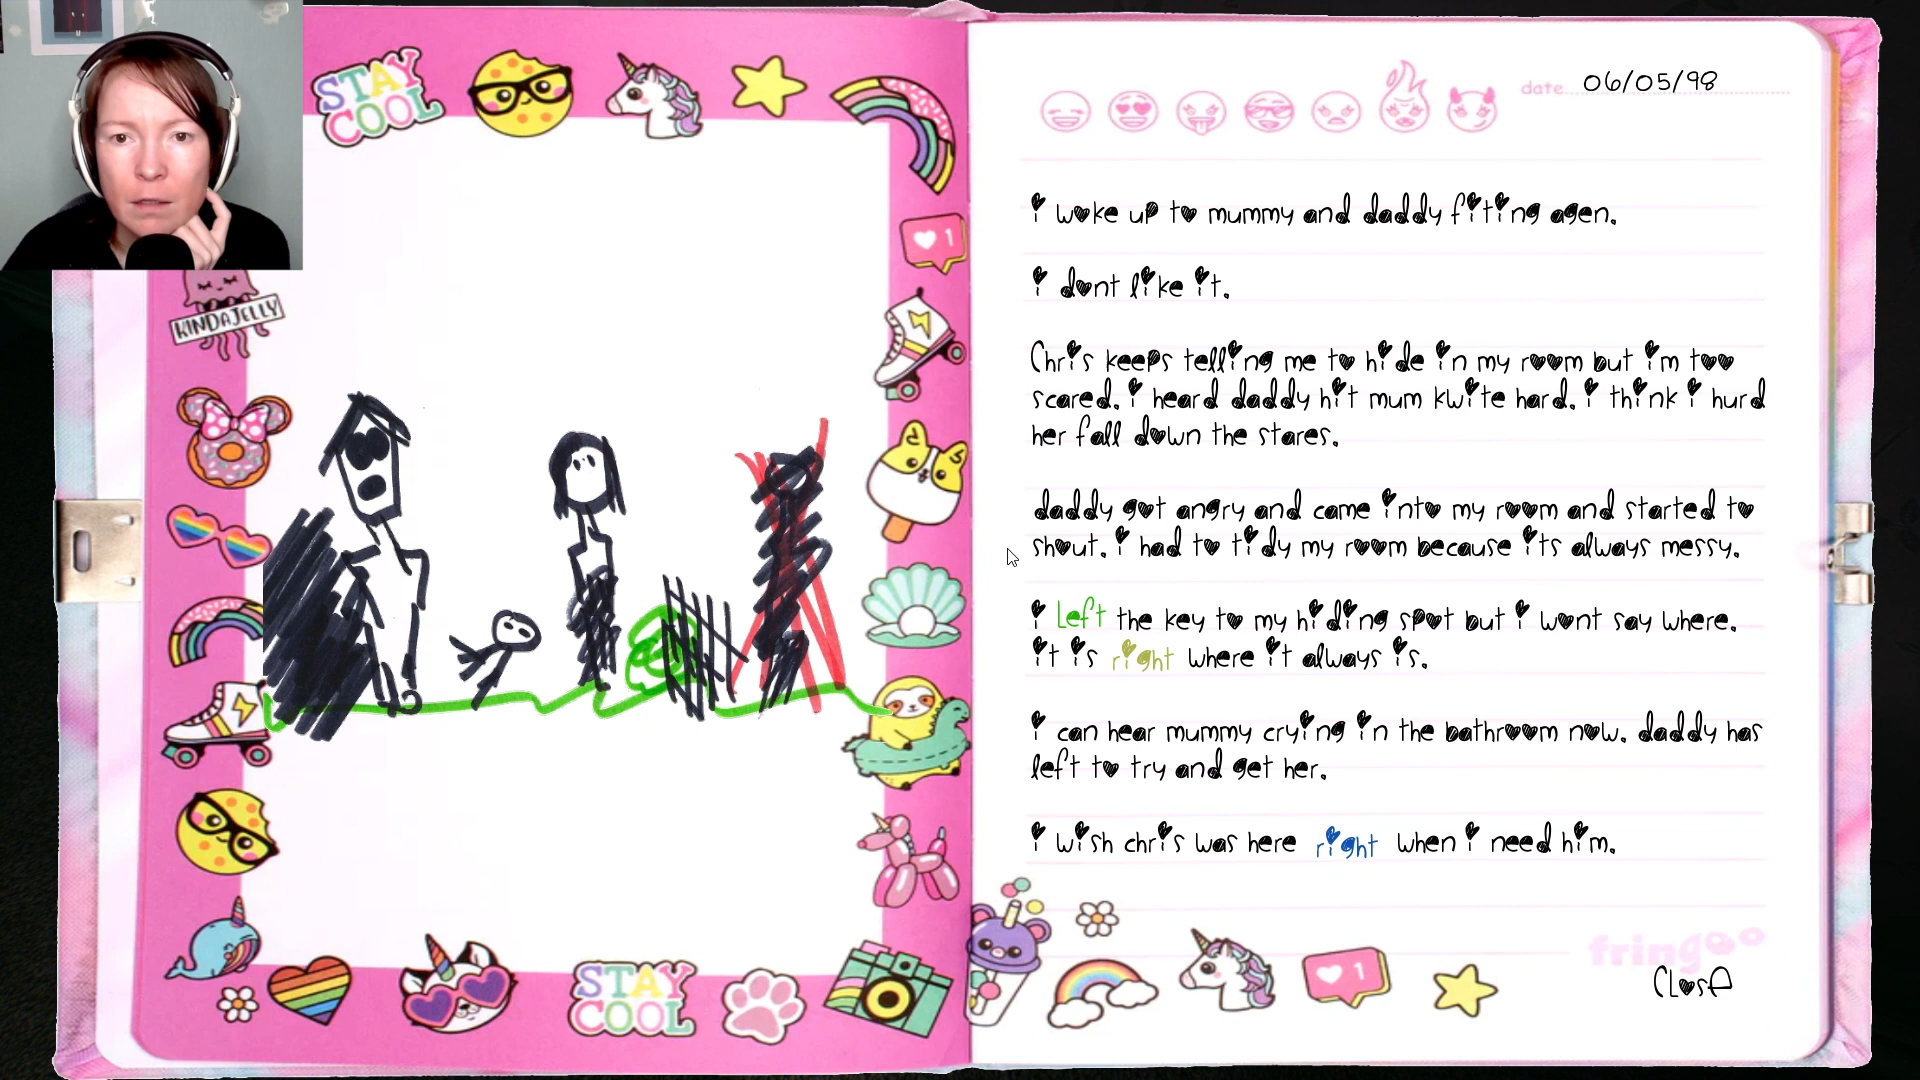 STAY COOL
date 06/05/98
KINDA JELLY
1
i woke up to mummy and daddy fiting agen.
i dont like it.
Chris keeps telling me to hide in my room but im too
scared. i heard daddy hit mum kwite hard. i think i hurd
her fall down the stares.
daddy got angry and came into my room and started to
shout. i had to tidy my room because its always messy.
i left the key to my hiding spot but i wont say where.
it is right where it always is.
i can hear mummy crying in the bathroom now. daddy has
left to try and get her.
i wish chris was here right when i need him.
STAY COOL
1
fringoo
Close